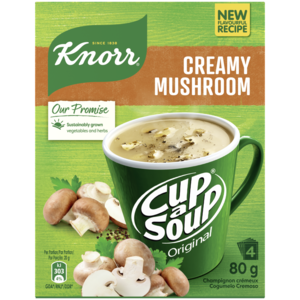 NEW
FLAVOURFUL
RECIPE
SINCE 1838
Knorr
CREAMY
MUSHROOM
Our Promise
Sustainably grown
vegetables and herbs
CUP
a
SOUP
Original
303
4
80 g
Champignon crémeux
Cogumelo Cremoso